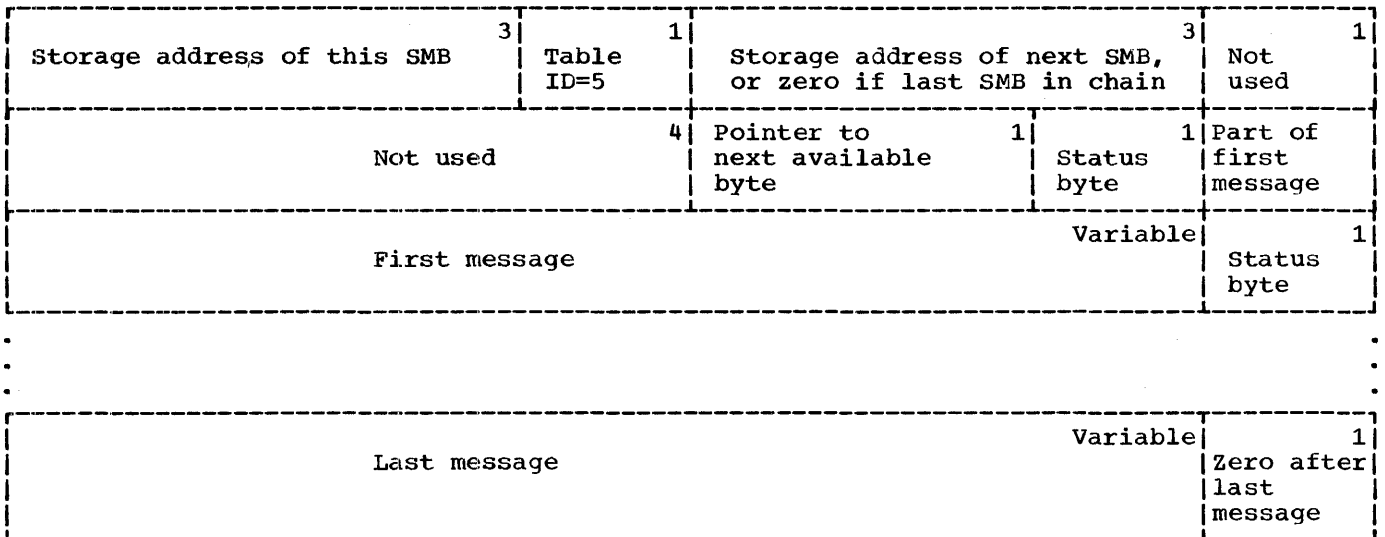 3 1 3 1
Storage address of this SMB Table Storage address of next SMB, Not
ID=5 or zero if last SMB in chain used
4 Pointer to 1 1 Part of
Not used next available Status first
byte byte message
Variable 1
First message Status
byte
Variable 1
Last message Zero after
last
message